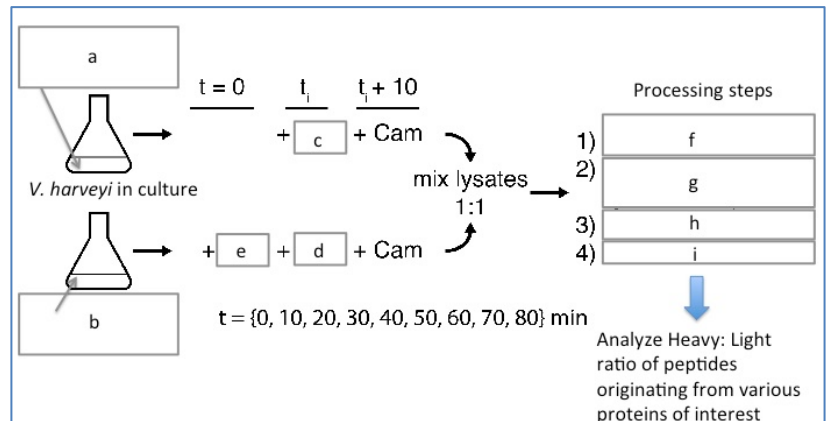 a
t = 0   ti   ti + 10
Processing steps
+ c + Cam
1) f
2) g
mix lysates
1:1
V. harveyi in culture
3) h
4) i
+ e + d + Cam
b
t = {0, 10, 20, 30, 40, 50, 60, 70, 80} min
Analyze Heavy: Light
ratio of peptides
originating from various
proteins of interest